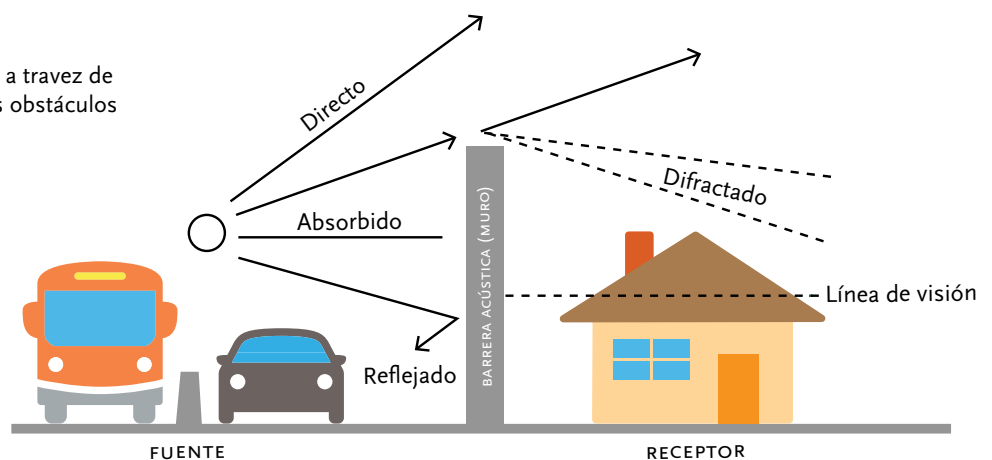 a travez de
s obstáculos
Directo
Absorbido
Reflejado
Difractado
BARRERA ACÚSTICA (MURO)
Línea de visión
FUENTE
RECEPTOR